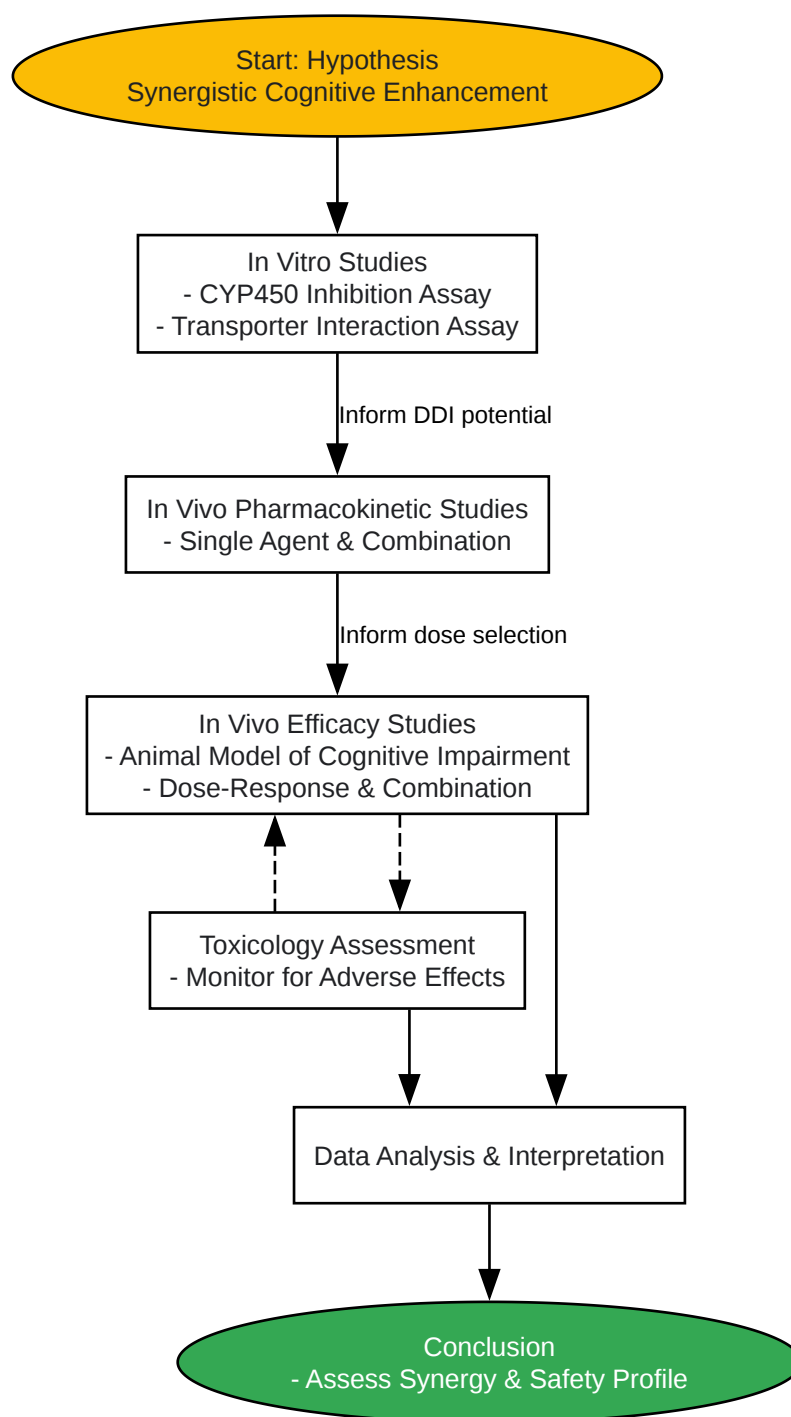 Start: Hypothesis
Synergistic Cognitive Enhancement
In Vitro Studies
- CYP450 Inhibition Assay
- Transporter Interaction Assay
Inform DDI potential
In Vivo Pharmacokinetic Studies
- Single Agent & Combination
Inform dose selection
In Vivo Efficacy Studies
- Animal Model of Cognitive Impairment
- Dose-Response & Combination
Toxicology Assessment
- Monitor for Adverse Effects
Data Analysis & Interpretation
Conclusion
- Assess Synergy & Safety Profile